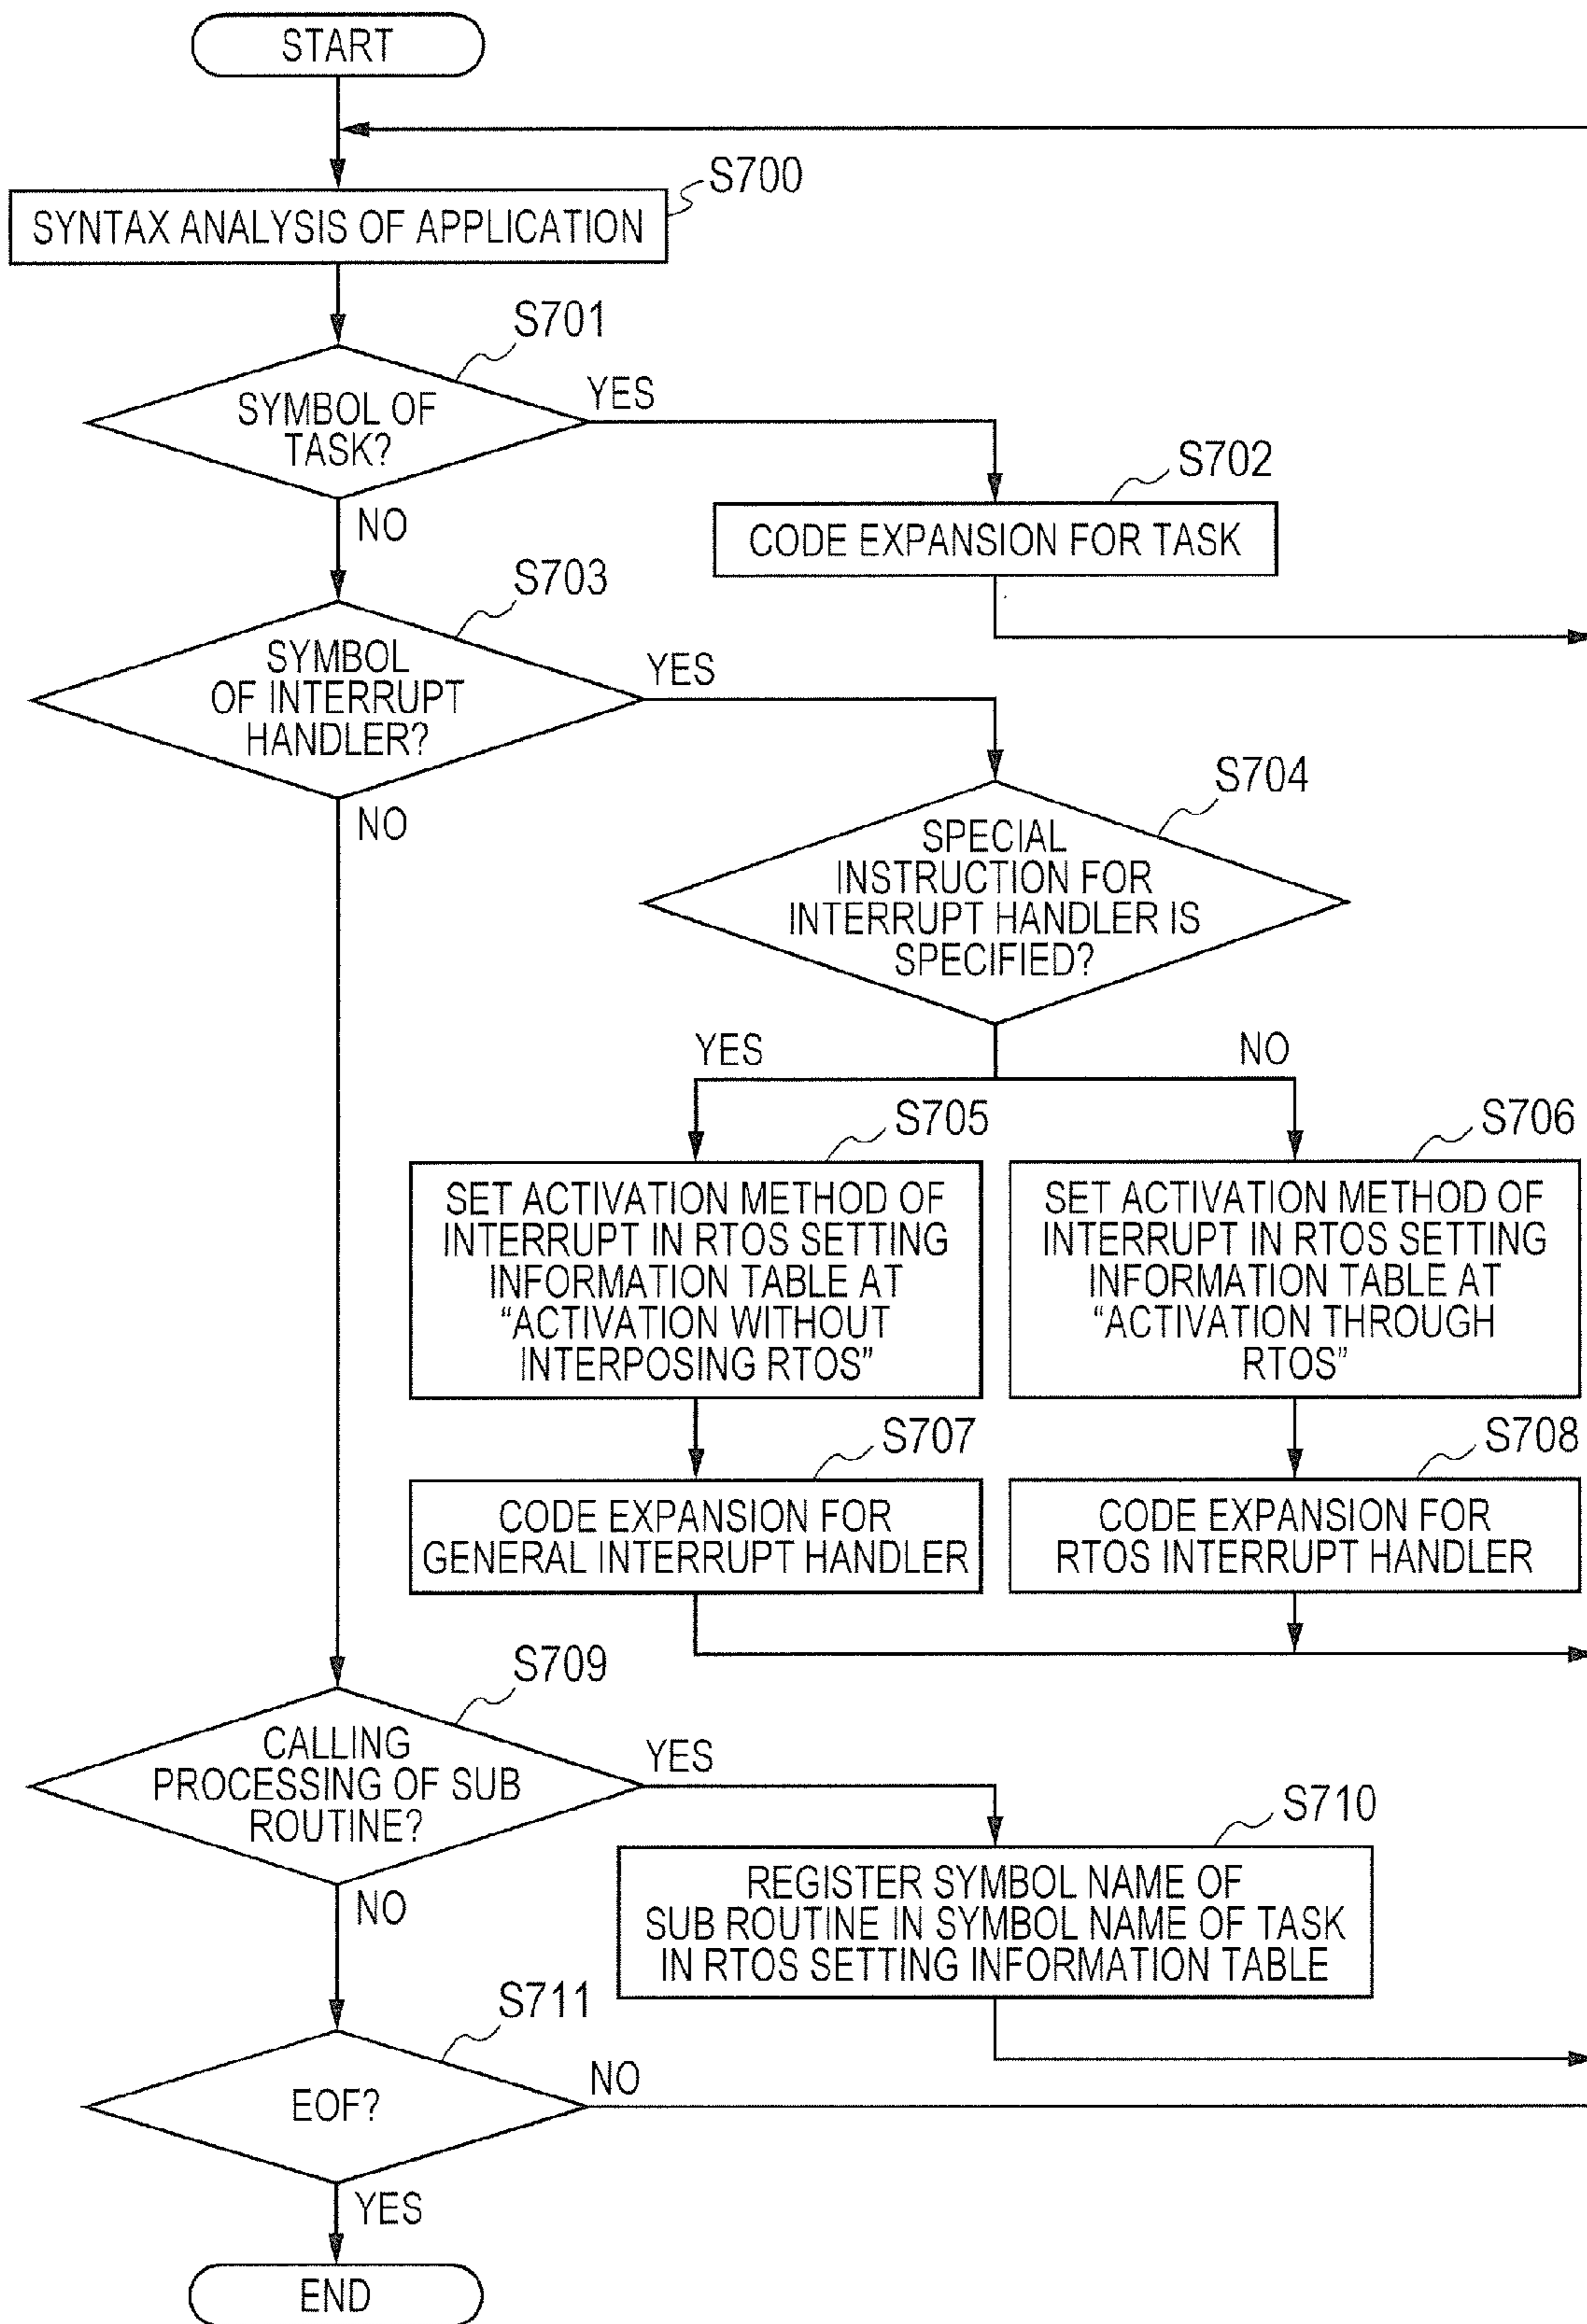 START
S700
SYNTAX ANALYSIS OF APPLICATION
S701
SYMBOL OF
TASK?
YES
NO
S702
CODE EXPANSION FOR TASK
S703
SYMBOL
OF INTERRUPT
HANDLER?
YES
NO
S704
SPECIAL
INSTRUCTION FOR
INTERRUPT HANDLER IS
SPECIFIED?
YES
NO
S705
SET ACTIVATION METHOD OF
INTERRUPT IN RTOS SETTING
INFORMATION TABLE AT
“ACTIVATION WITHOUT
INTERPOSING RTOS”
S706
SET ACTIVATION METHOD OF
INTERRUPT IN RTOS SETTING
INFORMATION TABLE AT
“ACTIVATION THROUGH
RTOS”
S707
CODE EXPANSION FOR
GENERAL INTERRUPT HANDLER
S708
CODE EXPANSION FOR
RTOS INTERRUPT HANDLER
S709
CALLING
PROCESSING OF SUB
ROUTINE?
YES
NO
S710
REGISTER SYMBOL NAME OF
SUB ROUTINE IN SYMBOL NAME OF TASK
IN RTOS SETTING INFORMATION TABLE
S711
EOF?
NO
YES
END